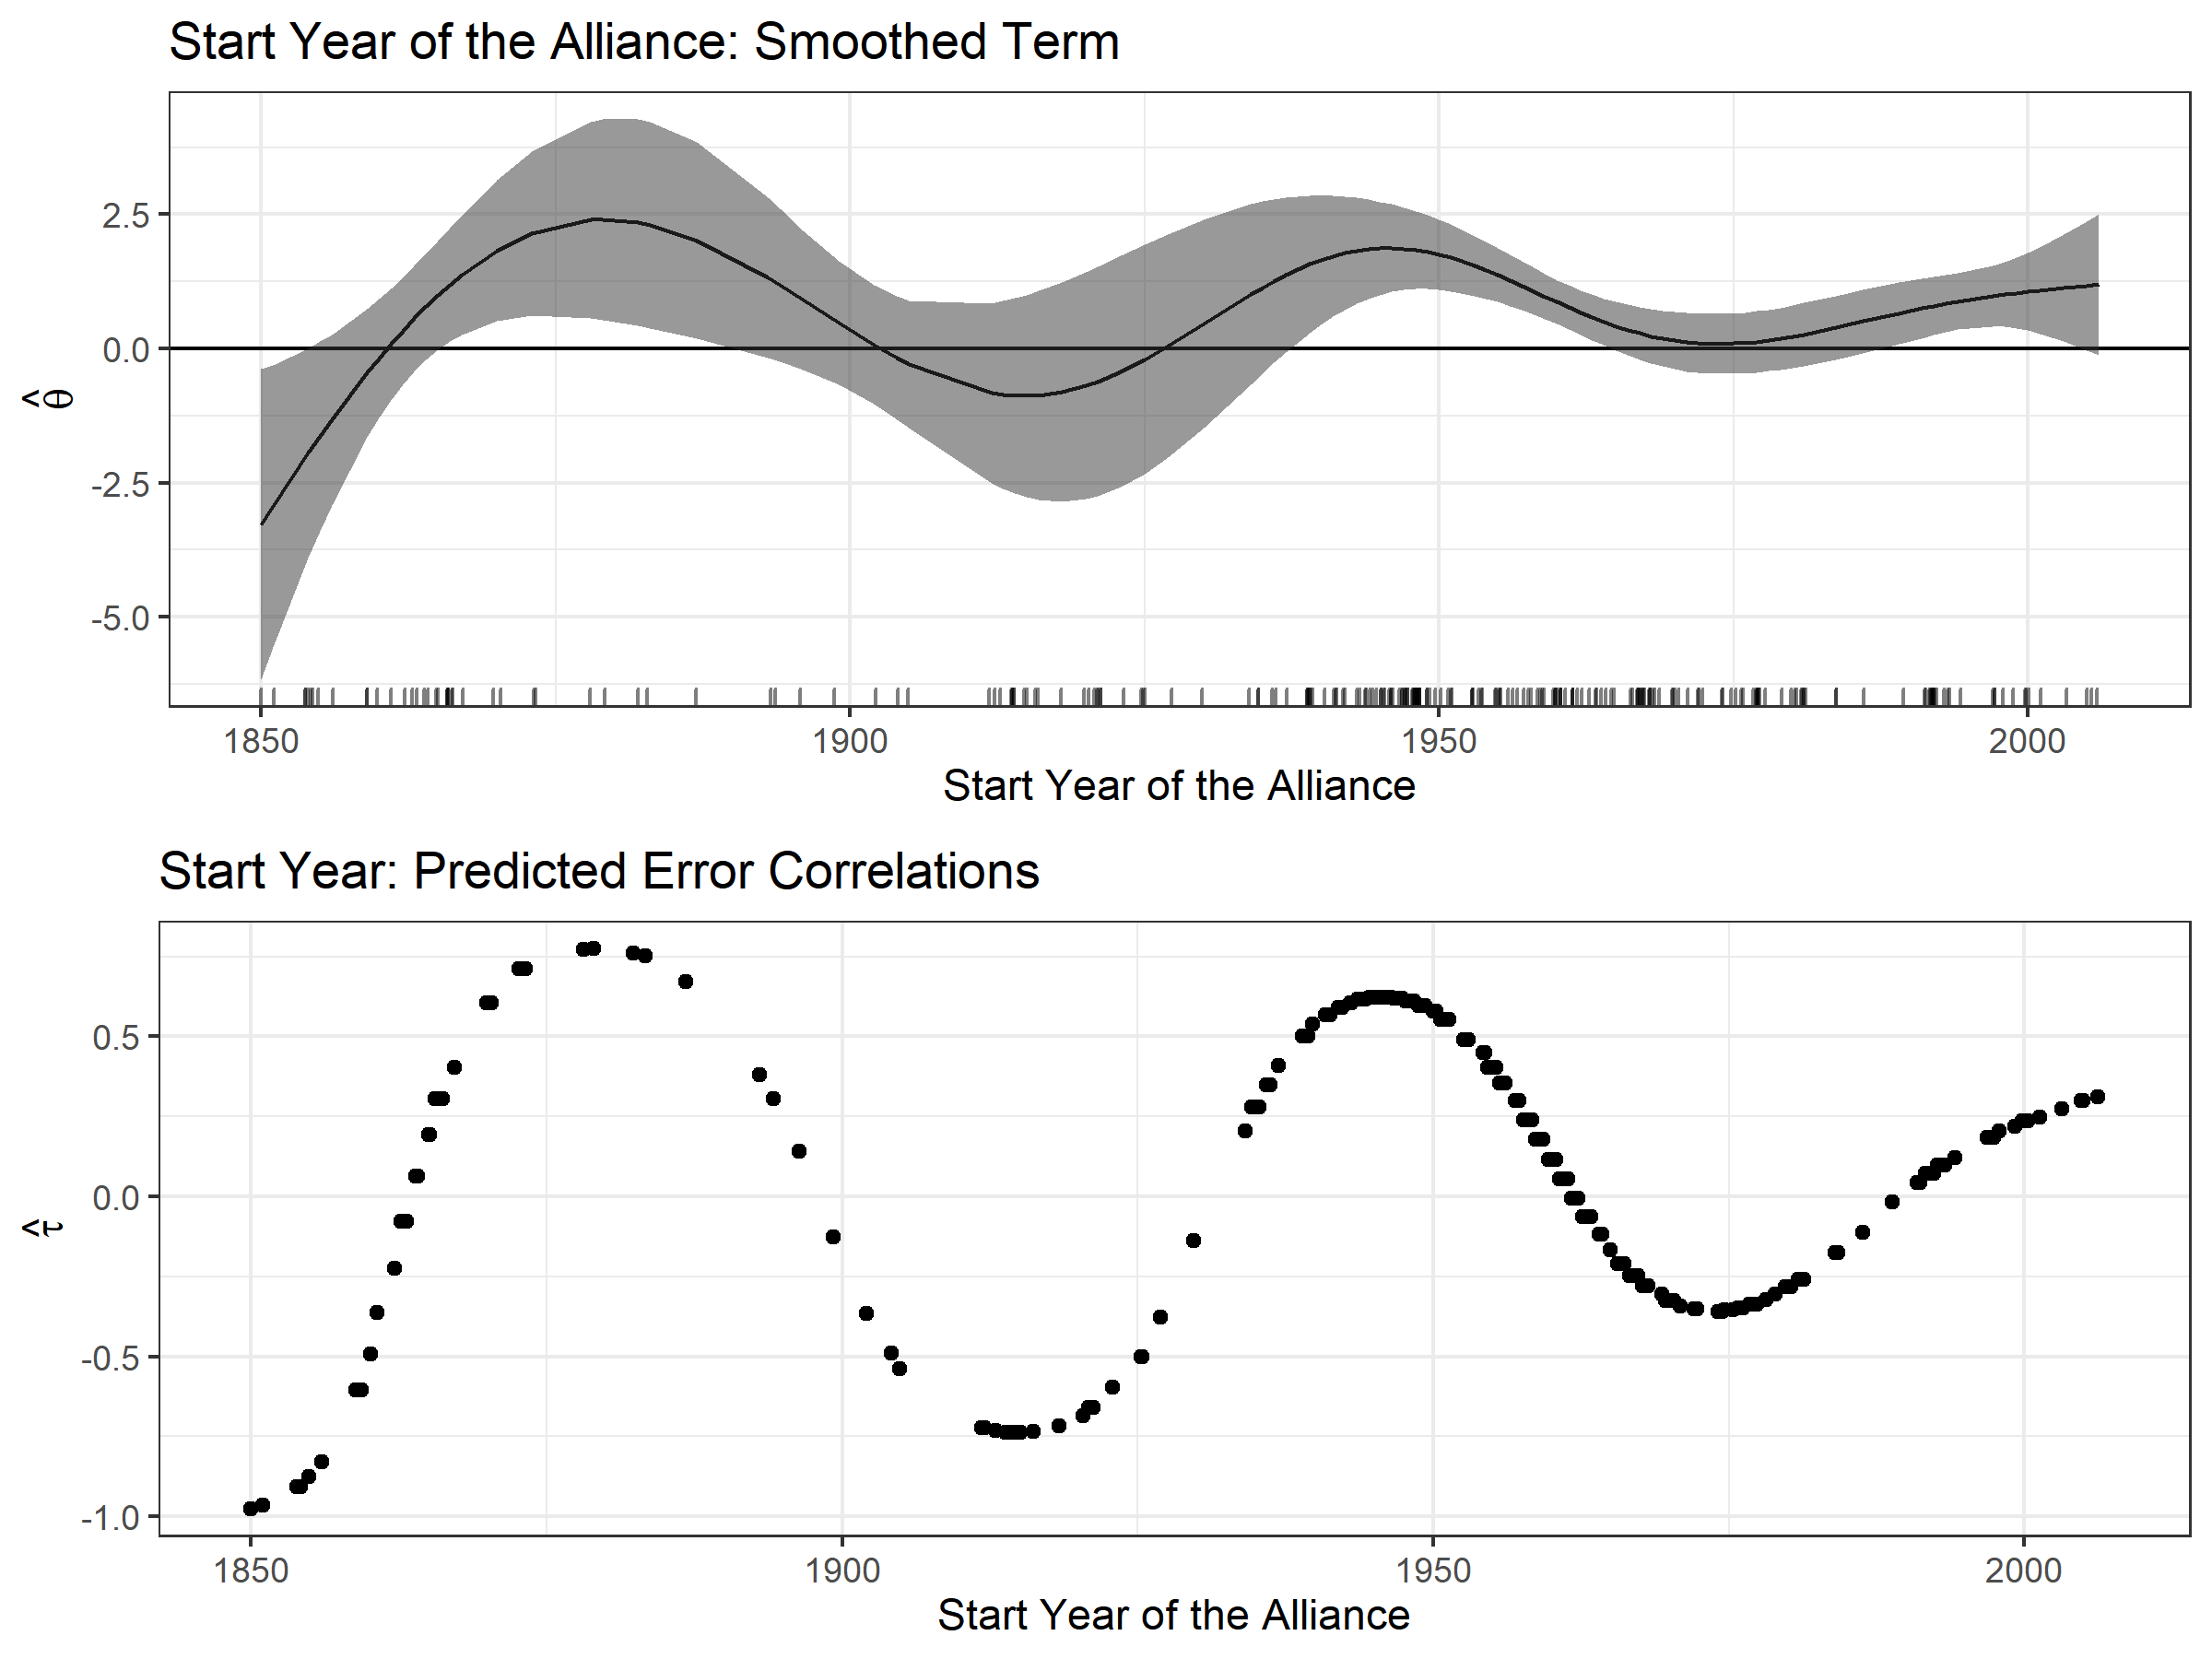 Start Year of the Alliance: Smoothed Term
2.5
0.0
-2.5
-5.0
θ̂
1850 1900 1950 2000
Start Year of the Alliance
Start Year: Predicted Error Correlations
0.5
0.0
-0.5
-1.0
τ̂
1850 1900 1950 2000
Start Year of the Alliance